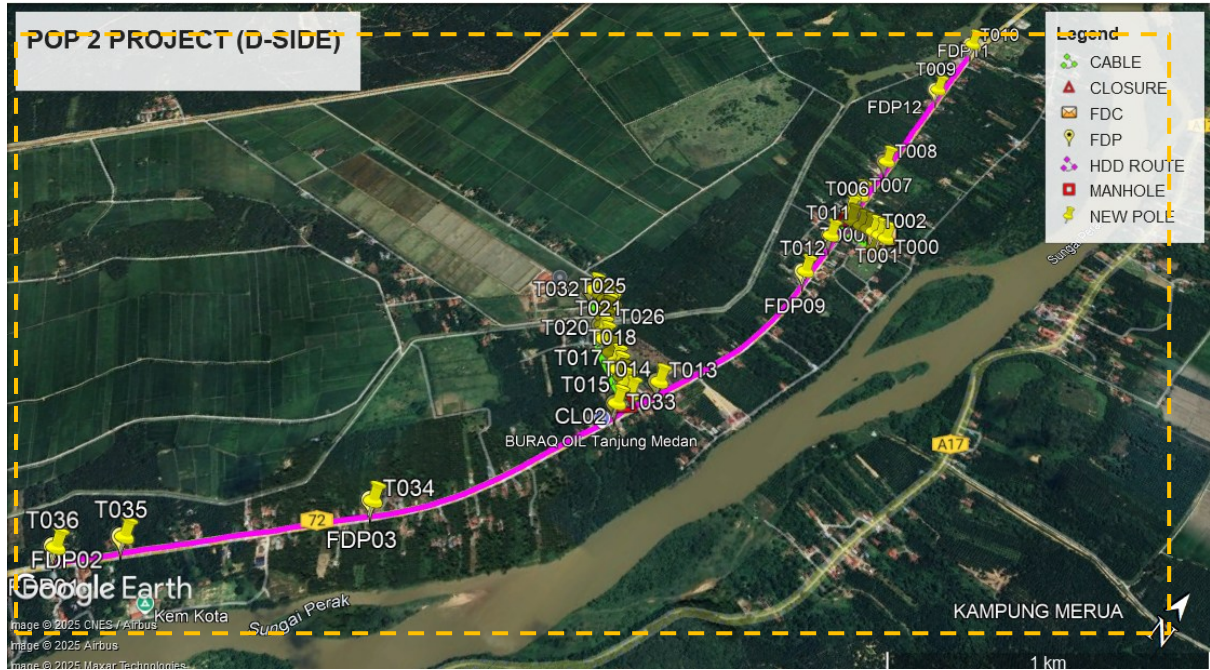 POP 2 PROJECT (D-SIDE)
Legend
CABLE
CLOSURE
FDC
FDP
HDD ROUTE
MANHOLE
NEW POLE
T010
FDP11
T009
FDP12
T008
T006
T007
T011
T002
T000
T012
T001
T000
FDP09
T032
T025
T021
T026
T020
T018
T017
T014
T013
T015
T033
CL02
BURAQ OIL Tanjung Medan
A17
T034
T035
T036
72
FDP03
FDP02
Google Earth
Kem Kota
Sungai Perak
KAMPUNG MERUA
N
Image © 2025 CNES / Airbus
Image © 2025 Airbus
Image © 2025 Maxar Technologies
1 km